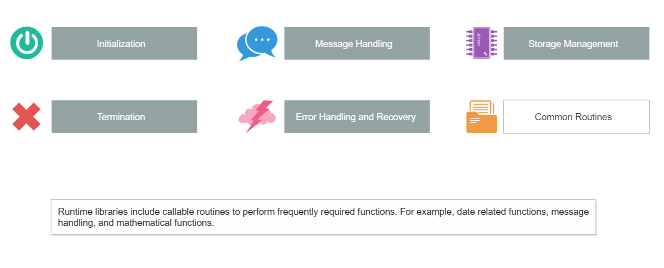 Initialization
Message Handling
Storage Management
Termination
Error Handling and Recovery
Common Routines
Runtime libraries include callable routines to perform frequently required functions. For example, date related functions, message
handling, and mathematical functions.